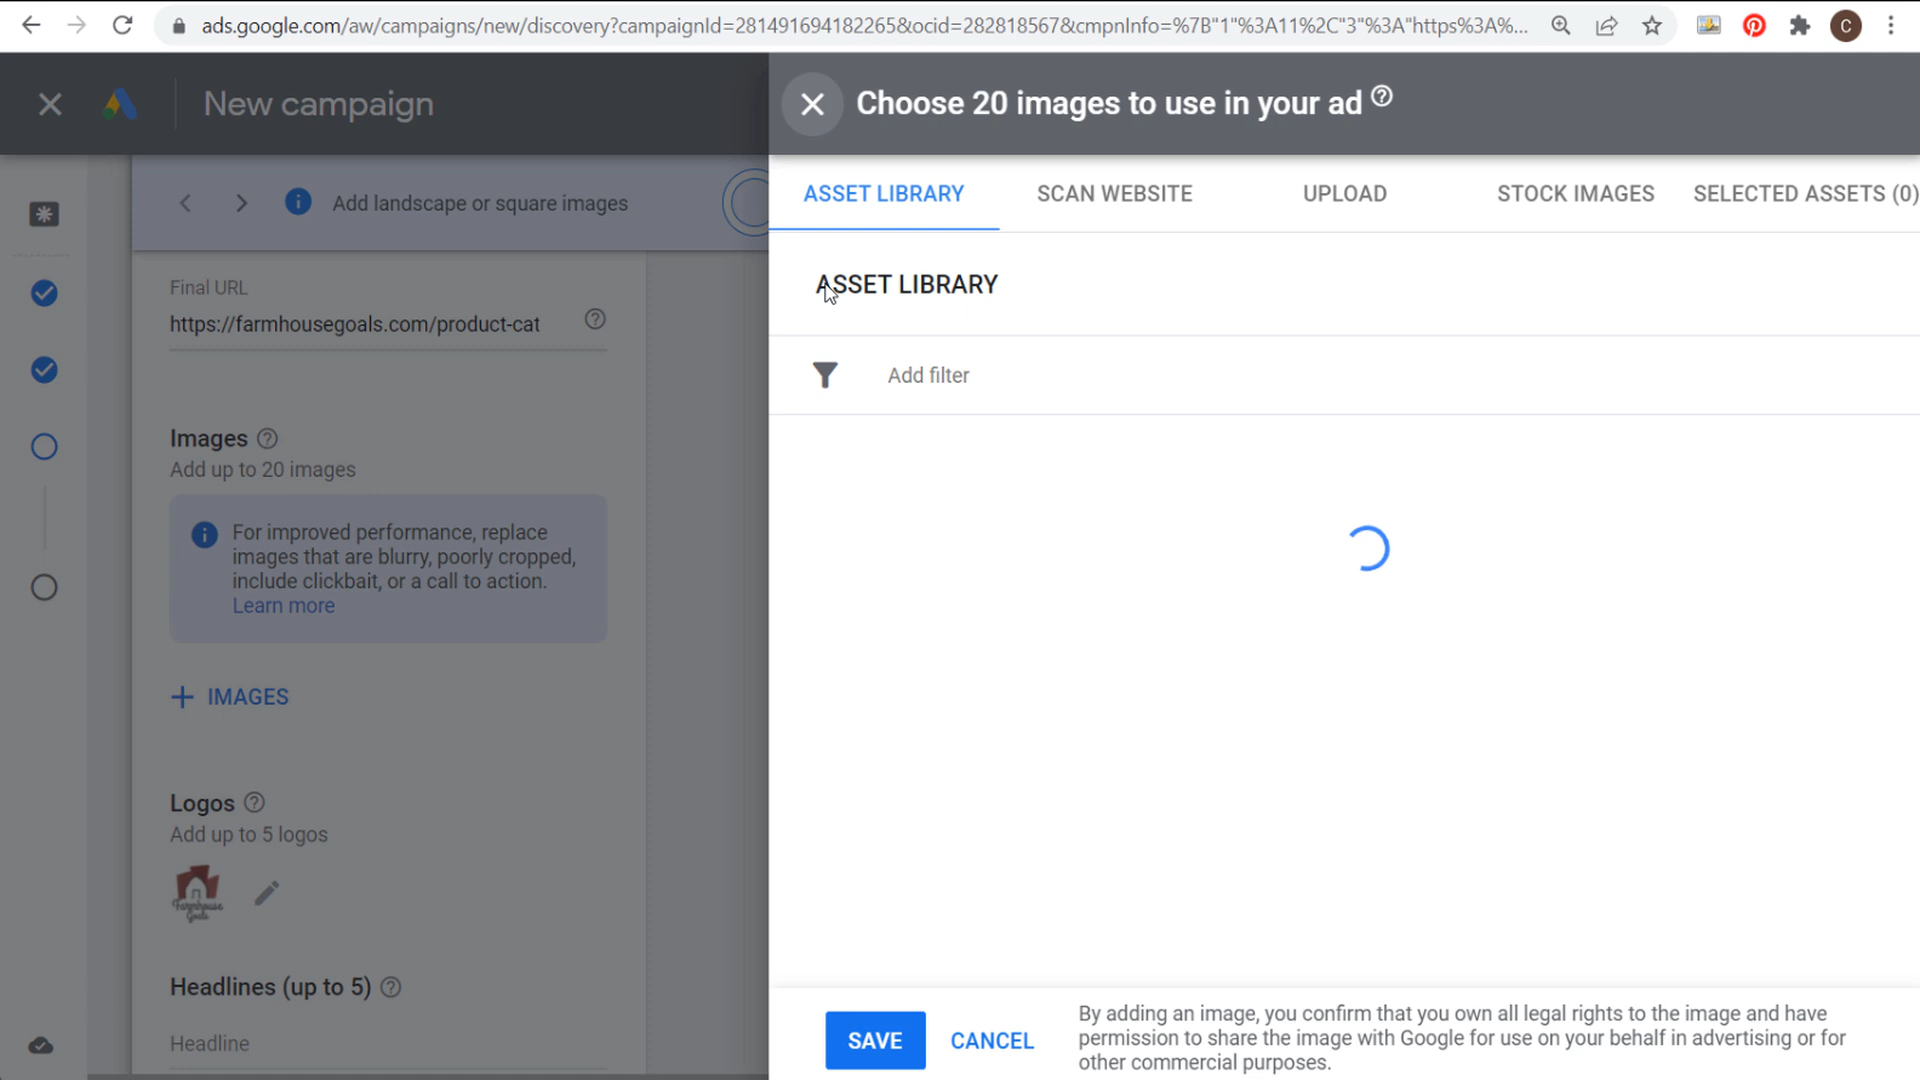 ads.google.com/aw/campaigns/new/discovery?campaignId=281491694182265&ocid=282818567&cmpnInfo=%7B"1"%3A11%2C"3"%3A"https%3A%...
C
New campaign
Choose 20 images to use in your ad
Add landscape or square images
ASSET LIBRARY
SCAN WEBSITE
UPLOAD
STOCK IMAGES
SELECTED ASSETS (0)
Final URL
https://farmhousegoals.com/product-cat
Images
Add up to 20 images
For improved performance, replace
images that are blurry, poorly cropped,
include clickbait, or a call to action.
Learn more
IMAGES
Logos
Add up to 5 logos
Farmhouse
Goals
Headlines (up to 5)
Headline
ASSET LIBRARY
Add filter
SAVE
CANCEL
By adding an image, you confirm that you own all legal rights to the image and have
permission to share the image with Google for use on your behalf in advertising or for
other commercial purposes.